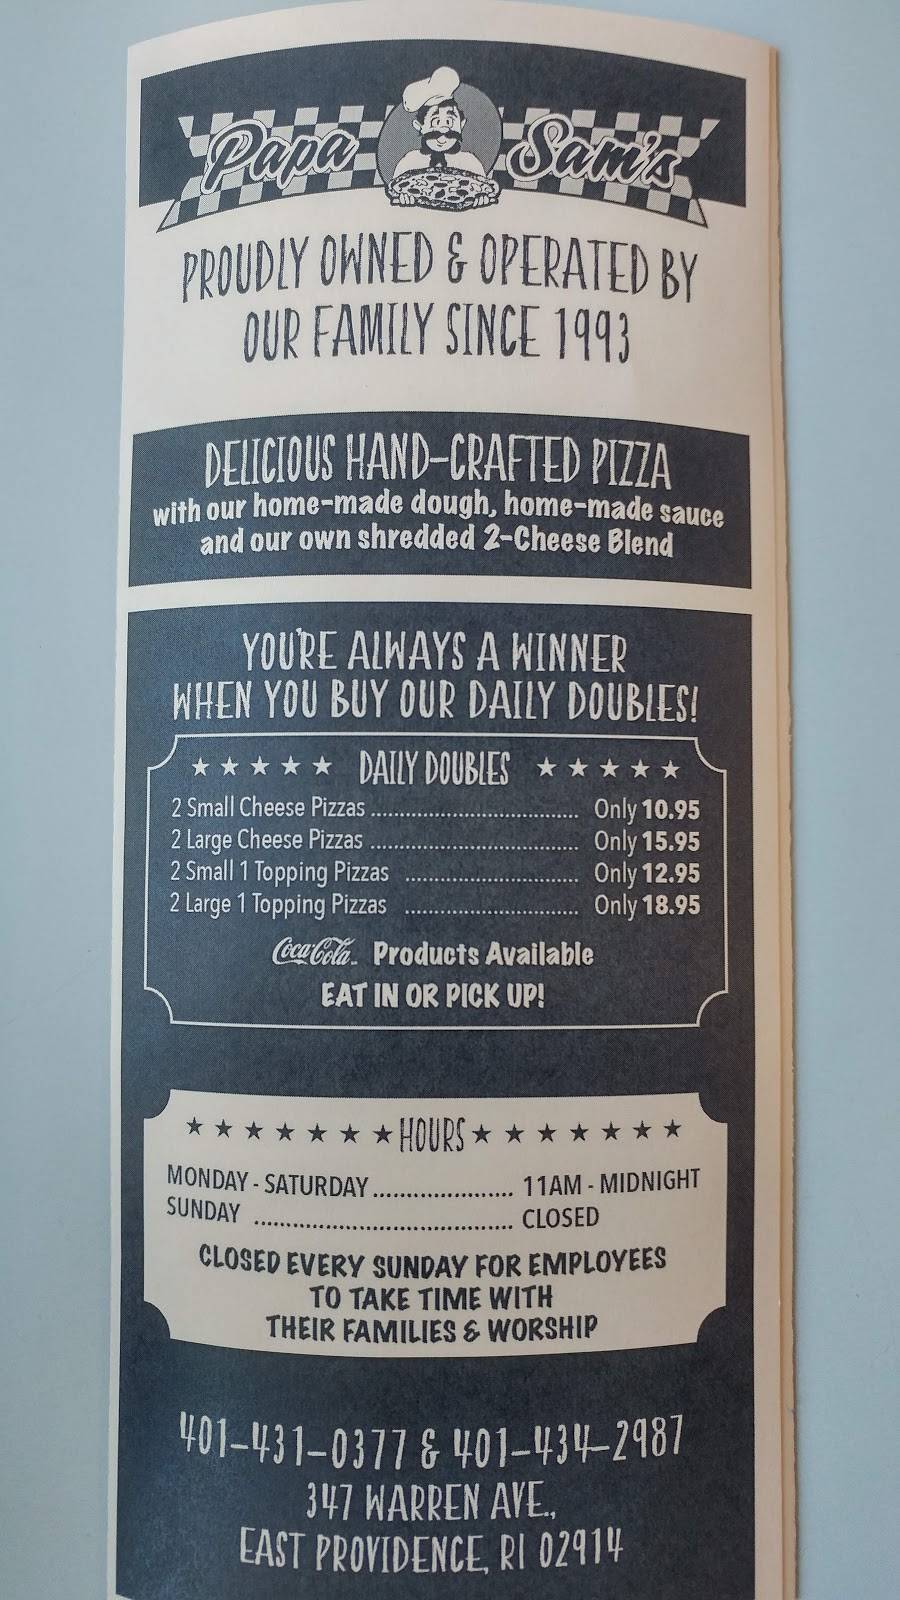 Papa Sam's
PROUDLY OWNED & OPERATED BY
OUR FAMILY SINCE 1993
DELICIOUS HAND-CRAFTED PIZZA
with our home-made dough, home-made sauce
and our own shredded 2-Cheese Blend
YOU'RE ALWAYS A WINNER
WHEN YOU BUY OUR DAILY DOUBLES!
★ ★ ★ ★ ★ DAILY DOUBLES ★ ★ ★ ★ ★
2 Small Cheese Pizzas ................................ Only 10.95
2 Large Cheese Pizzas ................................ Only 15.95
2 Small 1 Topping Pizzas ........................... Only 12.95
2 Large 1 Topping Pizzas ........................... Only 18.95
Coca-Cola Products Available
EAT IN OR PICK UP!
★ ★ ★ ★ ★ ★ ★ HOURS ★ ★ ★ ★ ★ ★ ★
MONDAY - SATURDAY ...................... 11AM - MIDNIGHT
SUNDAY ........................................ CLOSED
CLOSED EVERY SUNDAY FOR EMPLOYEES
TO TAKE TIME WITH
THEIR FAMILIES & WORSHIP
401-431-0377 & 401-434-2987
347 WARREN AVE.,
EAST PROVIDENCE, RI 02914